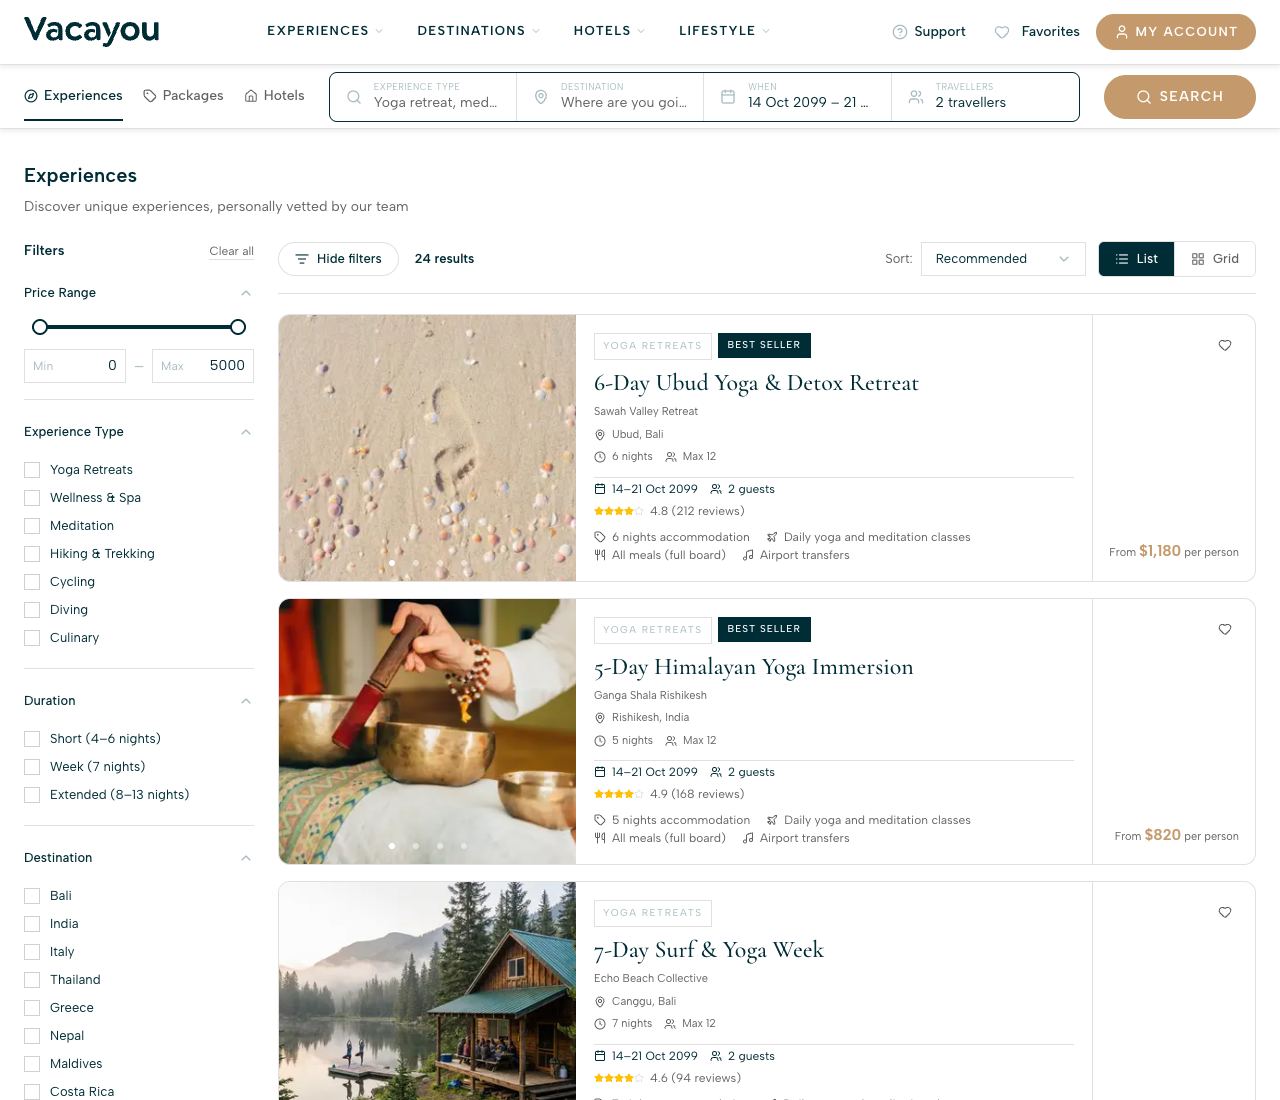 Vacayou
EXPERIENCES
DESTINATIONS
HOTELS
LIFESTYLE
Support
Favorites
MY ACCOUNT
Experiences
Packages
Hotels
EXPERIENCE TYPE
Yoga retreat, med...
DESTINATION
Where are you goi...
WHEN
14 Oct 2099 – 21 ...
TRAVELLERS
2 travellers
SEARCH
Experiences
Discover unique experiences, personally vetted by our team
Filters
Clear all
Price Range
Min 0 – Max 5000
Experience Type
Yoga Retreats
Wellness & Spa
Meditation
Hiking & Trekking
Cycling
Diving
Culinary
Duration
Short (4–6 nights)
Week (7 nights)
Extended (8–13 nights)
Destination
Bali
India
Italy
Thailand
Greece
Nepal
Maldives
Costa Rica
Hide filters
24 results
Sort:
Recommended
List
Grid
YOGA RETREATS
BEST SELLER
6-Day Ubud Yoga & Detox Retreat
Sawah Valley Retreat
Ubud, Bali
6 nights Max 12
14–21 Oct 2099 2 guests
4.8 (212 reviews)
6 nights accommodation Daily yoga and meditation classes
All meals (full board) Airport transfers
From $1,180 per person
YOGA RETREATS
BEST SELLER
5-Day Himalayan Yoga Immersion
Ganga Shala Rishikesh
Rishikesh, India
5 nights Max 12
14–21 Oct 2099 2 guests
4.9 (168 reviews)
5 nights accommodation Daily yoga and meditation classes
All meals (full board) Airport transfers
From $820 per person
YOGA RETREATS
7-Day Surf & Yoga Week
Echo Beach Collective
Canggu, Bali
7 nights Max 12
14–21 Oct 2099 2 guests
4.6 (94 reviews)